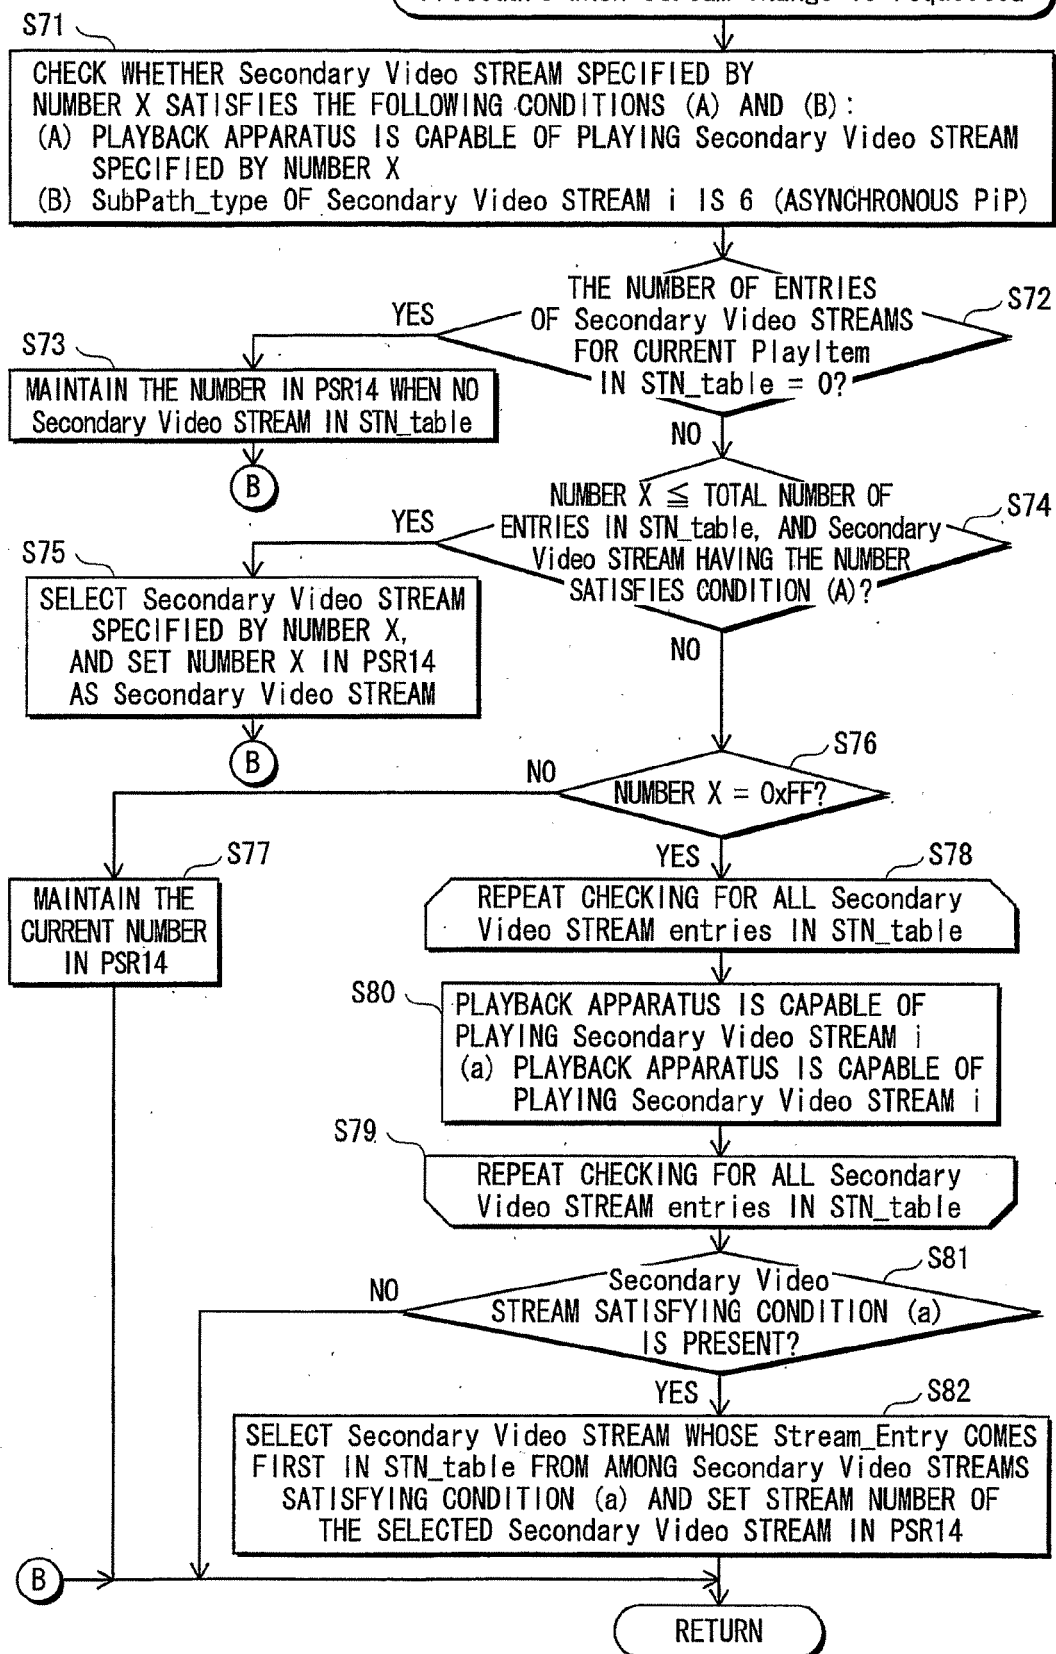 S71
CHECK WHETHER Secondary Video STREAM SPECIFIED BY
NUMBER X SATISFIES THE FOLLOWING CONDITIONS (A) AND (B):
(A) PLAYBACK APPARATUS IS CAPABLE OF PLAYING Secondary Video STREAM
SPECIFIED BY NUMBER X
(B) SubPath_type OF Secondary Video STREAM i IS 6 (ASYNCHRONOUS PiP)
THE NUMBER OF ENTRIES
OF Secondary Video STREAMS
FOR CURRENT PlayItem
IN STN_table = 0?
S72
YES
S73
MAINTAIN THE NUMBER IN PSR14 WHEN NO
Secondary Video STREAM IN STN_table
B
NO
NUMBER X ≦ TOTAL NUMBER OF
ENTRIES IN STN_table, AND Secondary
Video STREAM HAVING THE NUMBER
SATISFIES CONDITION (A)?
S74
YES
S75
SELECT Secondary Video STREAM
SPECIFIED BY NUMBER X,
AND SET NUMBER X IN PSR14
AS Secondary Video STREAM
B
NO
S76
NUMBER X = 0xFF?
NO
S77
MAINTAIN THE
CURRENT NUMBER
IN PSR14
YES
S78
REPEAT CHECKING FOR ALL Secondary
Video STREAM entries IN STN_table
S80
PLAYBACK APPARATUS IS CAPABLE OF
PLAYING Secondary Video STREAM i
(a) PLAYBACK APPARATUS IS CAPABLE OF
PLAYING Secondary Video STREAM i
S79
REPEAT CHECKING FOR ALL Secondary
Video STREAM entries IN STN_table
S81
Secondary Video
STREAM SATISFYING CONDITION (a)
IS PRESENT?
NO
YES
S82
SELECT Secondary Video STREAM WHOSE Stream_Entry COMES
FIRST IN STN_table FROM AMONG Secondary Video STREAMS
SATISFYING CONDITION (a) AND SET STREAM NUMBER OF
THE SELECTED Secondary Video STREAM IN PSR14
B
RETURN